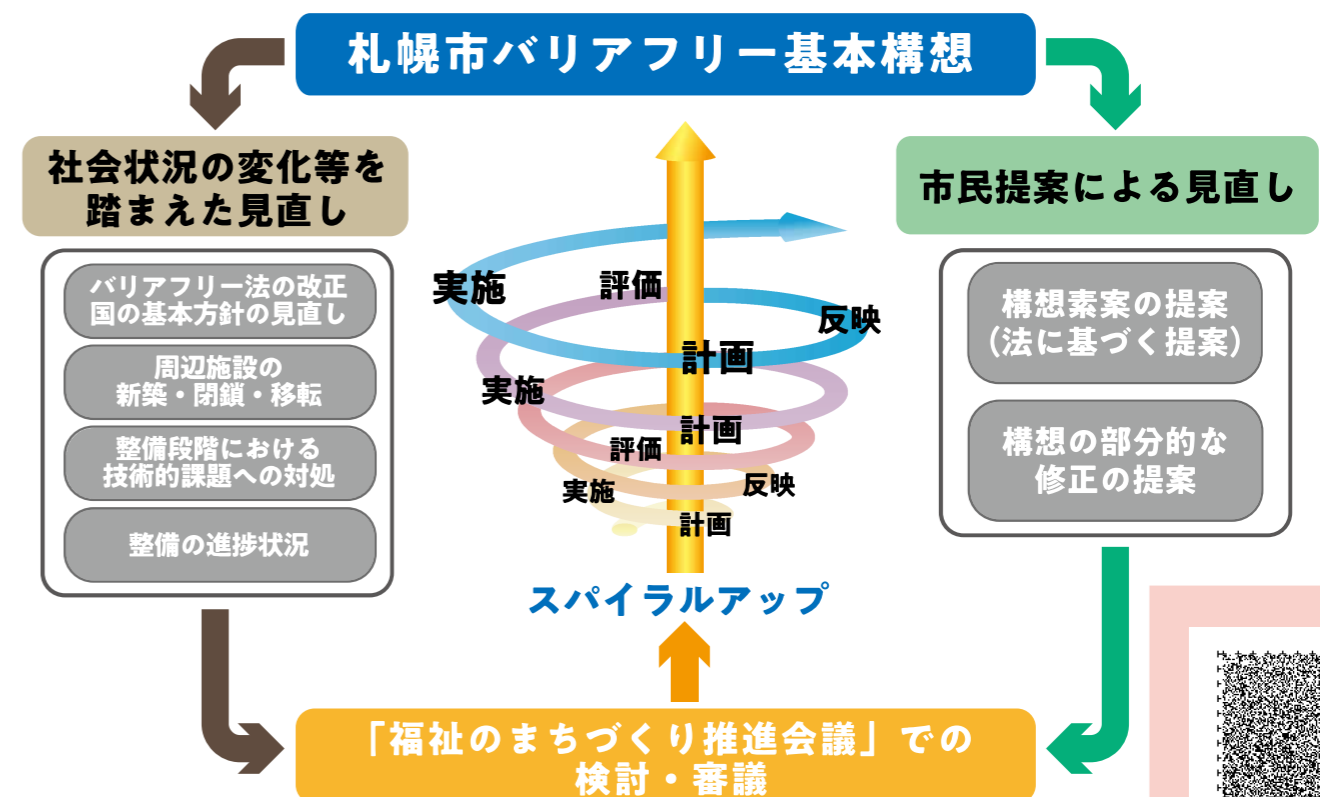 札幌市バリアフリー基本構想
社会状況の変化等を
踏まえた見直し
バリアフリー法の改正
国の基本方針の見直し
周辺施設の
新築・閉鎖・移転
整備段階における
技術的課題への対処
整備の進捗状況
実施
評価
反映
計画
実施
計画
評価
実施
反映
計画
スパイラルアップ
市民提案による見直し
構想素案の提案
(法に基づく提案)
構想の部分的な
修正の提案
「福祉のまちづくり推進会議」での
検討・審議